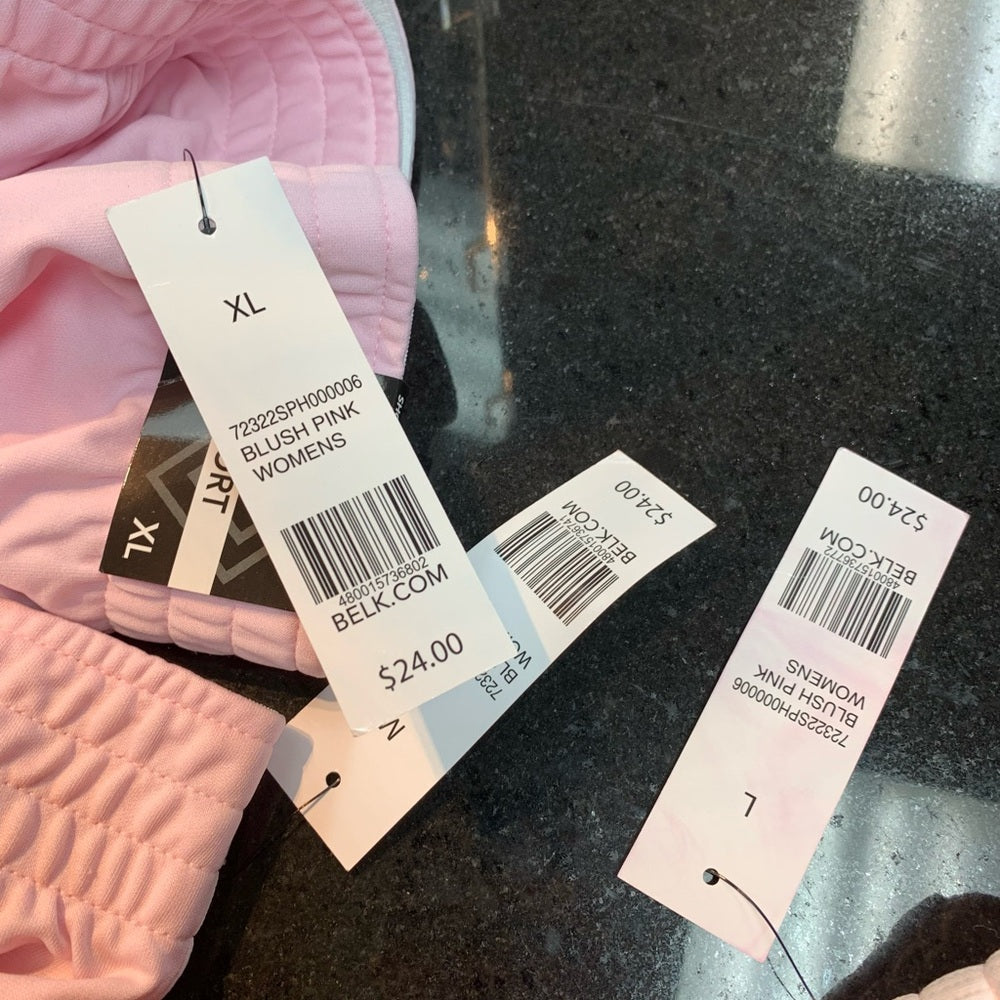 XL
72322SPH000006
BLUSH PINK
WOMENS
480015736802
BELK.COM
$24.00
ORT
XL
BELK.COM
$24.00
L
72322SPH000006
BLUSH PINK
WOMENS
480015736772
BELK.COM
$24.00